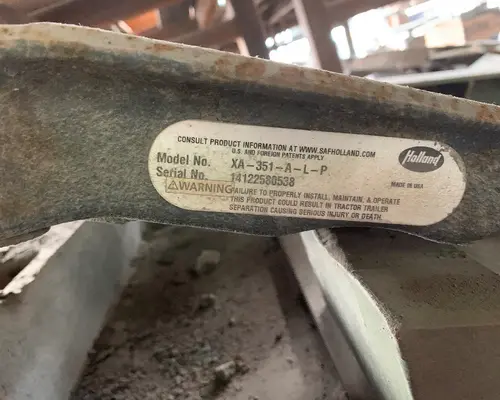 CONSULT PRODUCT INFORMATION AT WWW.SAFHOLLAND.COM
U.S. AND FOREIGN PATENTS APPLY
Holland
Model No. XA-351-A-L-P
Serial No. 14122580538
MADE IN USA
WARNING FAILURE TO PROPERLY INSTALL, MAINTAIN, & OPERATE
THIS PRODUCT COULD RESULT IN TRACTOR TRAILER
SEPARATION CAUSING SERIOUS INJURY OR DEATH.